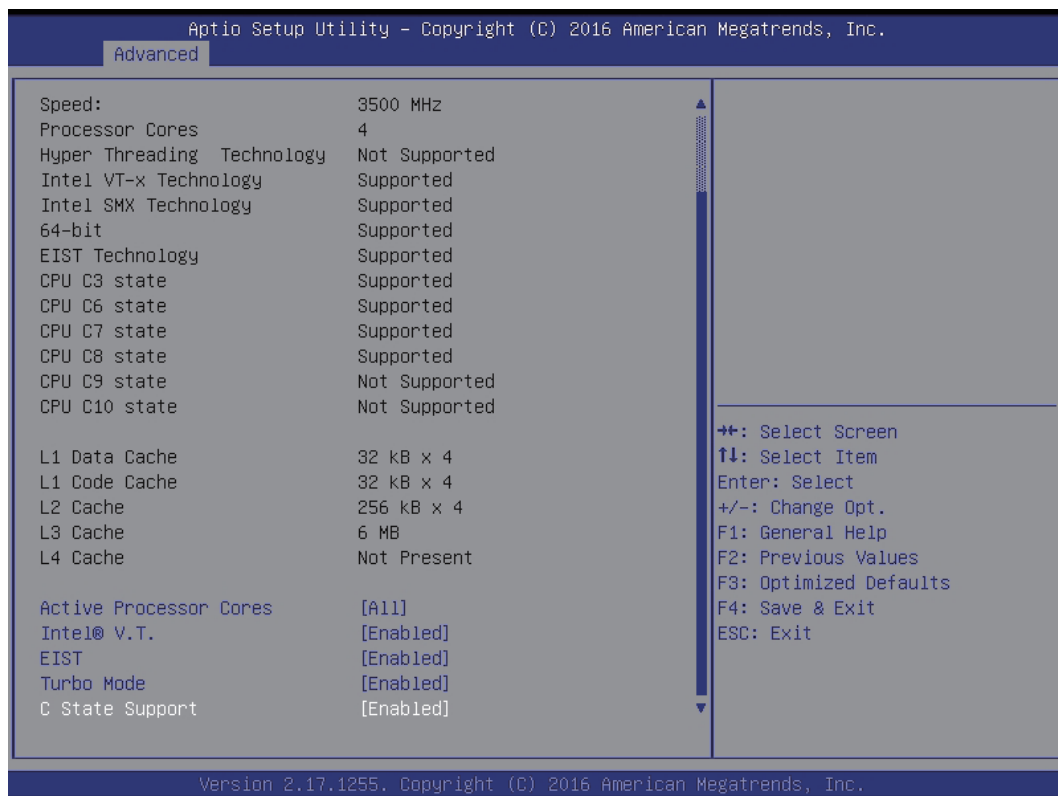 Aptio Setup Utility – Copyright (C) 2016 American Megatrends, Inc.
Advanced
Speed: 3500 MHz
Processor Cores 4
Hyper Threading Technology Not Supported
Intel VT-x Technology Supported
Intel SMX Technology Supported
64-bit Supported
EIST Technology Supported
CPU C3 state Supported
CPU C6 state Supported
CPU C7 state Supported
CPU C8 state Supported
CPU C9 state Not Supported
CPU C10 state Not Supported
L1 Data Cache 32 kB x 4
L1 Code Cache 32 kB x 4
L2 Cache 256 kB x 4
L3 Cache 6 MB
L4 Cache Not Present
Active Processor Cores [All]
Intel® V.T. [Enabled]
EIST [Enabled]
Turbo Mode [Enabled]
C State Support [Enabled]
→←: Select Screen
↑↓: Select Item
Enter: Select
+/-: Change Opt.
F1: General Help
F2: Previous Values
F3: Optimized Defaults
F4: Save & Exit
ESC: Exit
Version 2.17.1255. Copyright (C) 2016 American Megatrends, Inc.